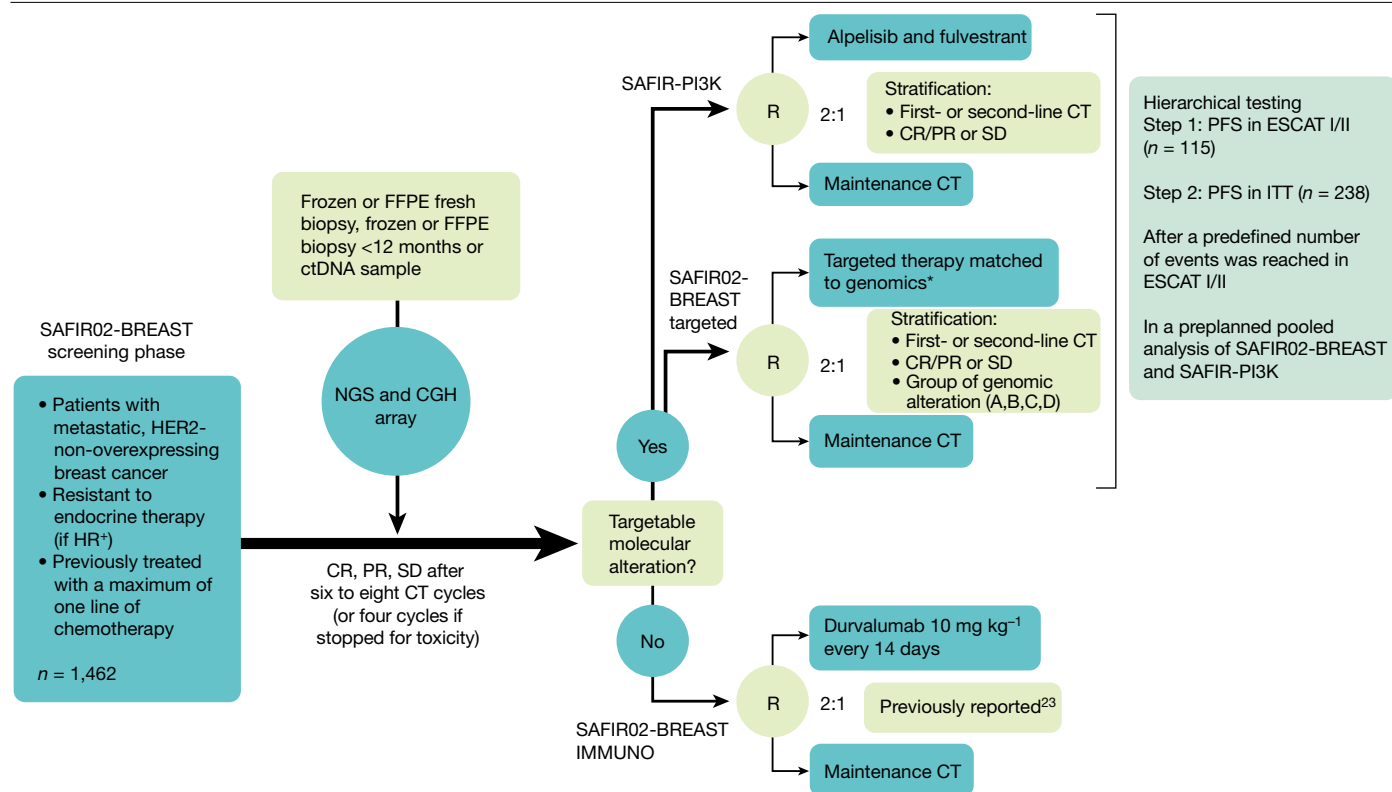 SAFIR02-BREAST
screening phase
• Patients with
metastatic, HER2-
non-overexpressing
breast cancer
• Resistant to
endocrine therapy
(if HR⁺)
• Previously treated
with a maximum of
one line of
chemotherapy
n = 1,462
Frozen or FFPE fresh
biopsy, frozen or FFPE
biopsy <12 months or
ctDNA sample
NGS and CGH
array
CR, PR, SD after
six to eight CT cycles
(or four cycles if
stopped for toxicity)
Targetable
molecular
alteration?
Yes
No
SAFIR-PI3K
R
2:1
Alpelisib and fulvestrant
Stratification:
• First- or second-line CT
• CR/PR or SD
Maintenance CT
SAFIR02-
BREAST
targeted
R
2:1
Targeted therapy matched
to genomics*
Stratification:
• First- or second-line CT
• CR/PR or SD
• Group of genomic
alteration (A,B,C,D)
Maintenance CT
SAFIR02-BREAST
IMMUNO
R
2:1
Durvalumab 10 mg kg⁻¹
every 14 days
Previously reported²³
Maintenance CT
Hierarchical testing
Step 1: PFS in ESCAT I/II
(n = 115)
Step 2: PFS in ITT (n = 238)
After a predefined number
of events was reached in
ESCAT I/II
In a preplanned pooled
analysis of SAFIR02-BREAST
and SAFIR-PI3K